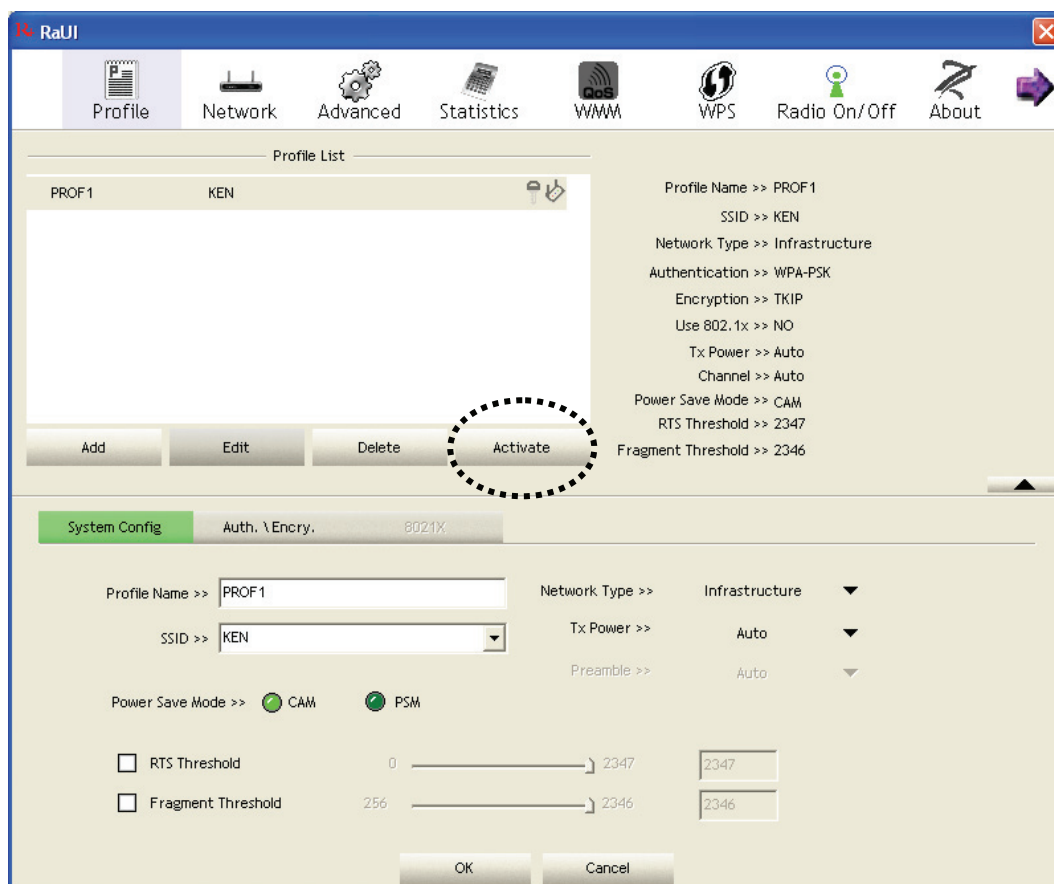 RaUI
Profile Network Advanced Statistics QoS WMM WPS Radio On/Off About
Profile List
PROF1 KEN
Add Edit Delete Activate
Profile Name >> PROF1
SSID >> KEN
Network Type >> Infrastructure
Authentication >> WPA-PSK
Encryption >> TKIP
Use 802.1x >> NO
Tx Power >> Auto
Channel >> Auto
Power Save Mode >> CAM
RTS Threshold >> 2347
Fragment Threshold >> 2346
System Config Auth. \ Encry. 8021X
Profile Name >> PROF1 Network Type >> Infrastructure
SSID >> KEN Tx Power >> Auto
Preamble >> Auto
Power Save Mode >> CAM PSM
RTS Threshold 0 2347 2347
Fragment Threshold 256 2346 2346
OK Cancel